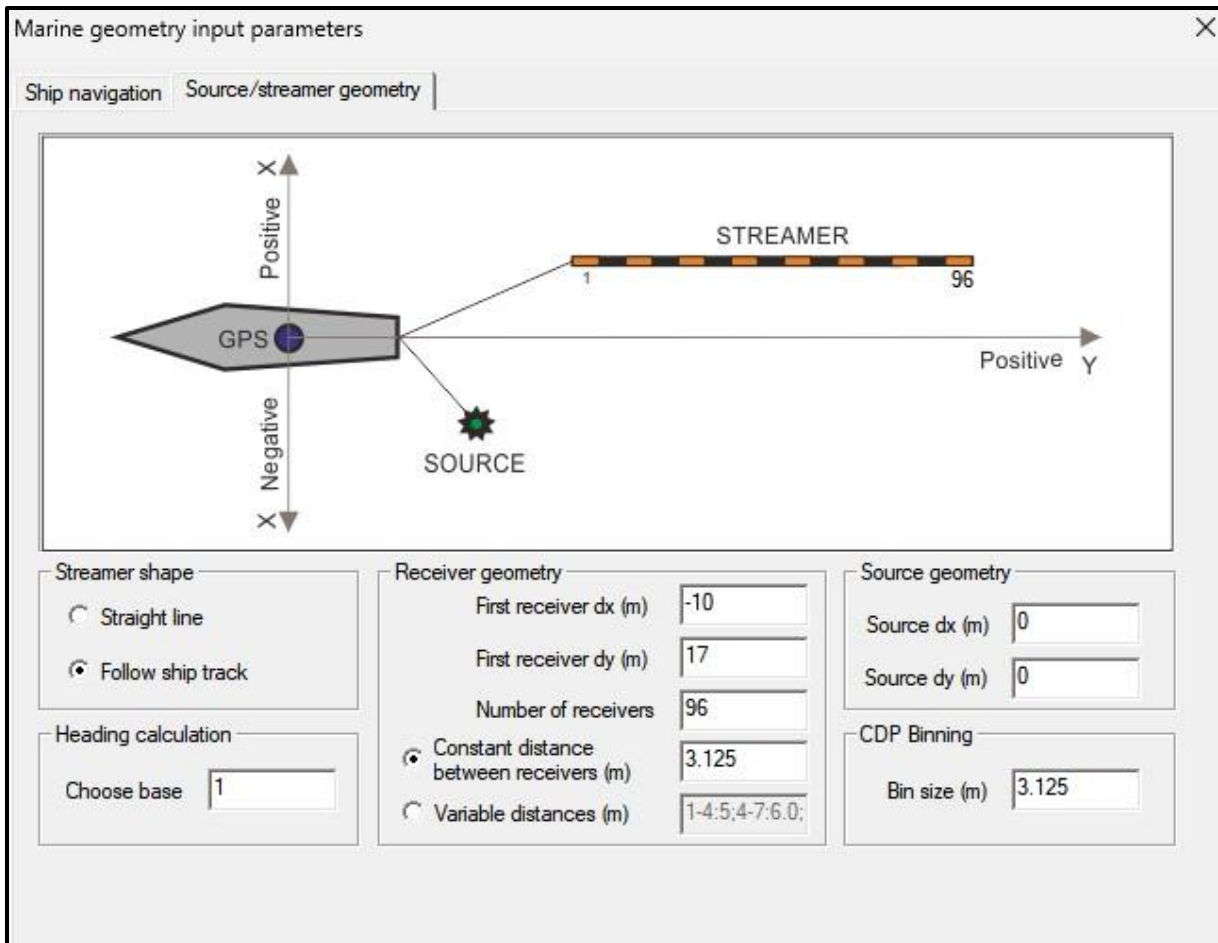 Marine geometry input parameters
Ship navigation
Source/streamer geometry
X
Positive
STREAMER
1
96
GPS
Positive Y
Negative
SOURCE
X
Streamer shape
Straight line
Follow ship track
Heading calculation
Choose base 1
Receiver geometry
First receiver dx (m) -10
First receiver dy (m) 17
Number of receivers 96
Constant distance
between receivers (m) 3.125
Variable distances (m) 1-4:5;4-7:6.0;
Source geometry
Source dx (m) 0
Source dy (m) 0
CDP Binning
Bin size (m) 3.125